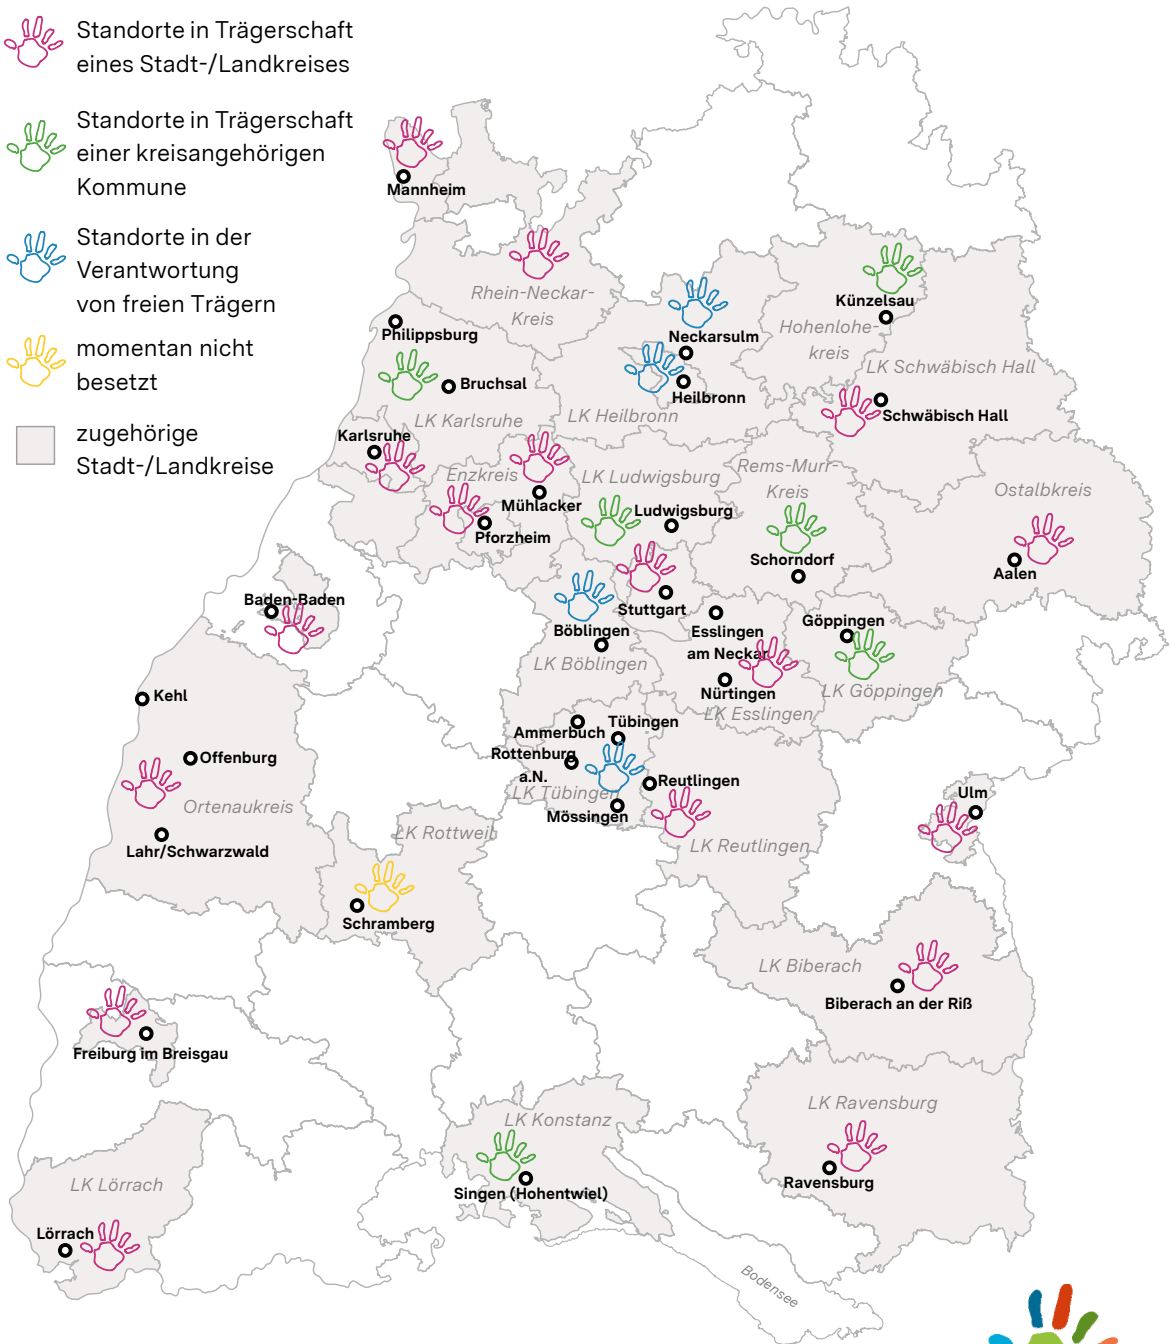 Standorte in Trägerschaft
eines Stadt-/Landkreises
Standorte in Trägerschaft
einer kreisangehörigen
Kommune
Standorte in der
Verantwortung
von freien Trägern
momentan nicht
besetzt
zugehörige
Stadt-/Landkreise
Mannheim
Rhein-Neckar-
Kreis
Philippsburg
Bruchsal
LK Karlsruhe
Karlsruhe
Künzelsau
Hohenlohe-
kreis
Neckarsulm
Heilbronn
LK Heilbronn
LK Schwäbisch Hall
Schwäbisch Hall
Enzkreis
Mühlacker
Pforzheim
LK Ludwigsburg
Ludwigsburg
Rems-Murr-
Kreis
Schorndorf
Ostalbkreis
Aalen
Stuttgart
Baden-Baden
Böblingen
LK Böblingen
Esslingen
am Neckar
Nürtingen
LK Esslingen
Göppingen
LK Göppingen
Kehl
Offenburg
Ortenaukreis
Lahr/Schwarzwald
Ammerbuch
Tübingen
Rottenburg
a.N.
LK Tübingen
Mössingen
Reutlingen
LK Reutlingen
Ulm
LK Rottweil
Schramberg
LK Biberach
Biberach an der Riß
Freiburg im Breisgau
LK Konstanz
Singen (Hohentwiel)
LK Ravensburg
Ravensburg
LK Lörrach
Lörrach
Bodensee